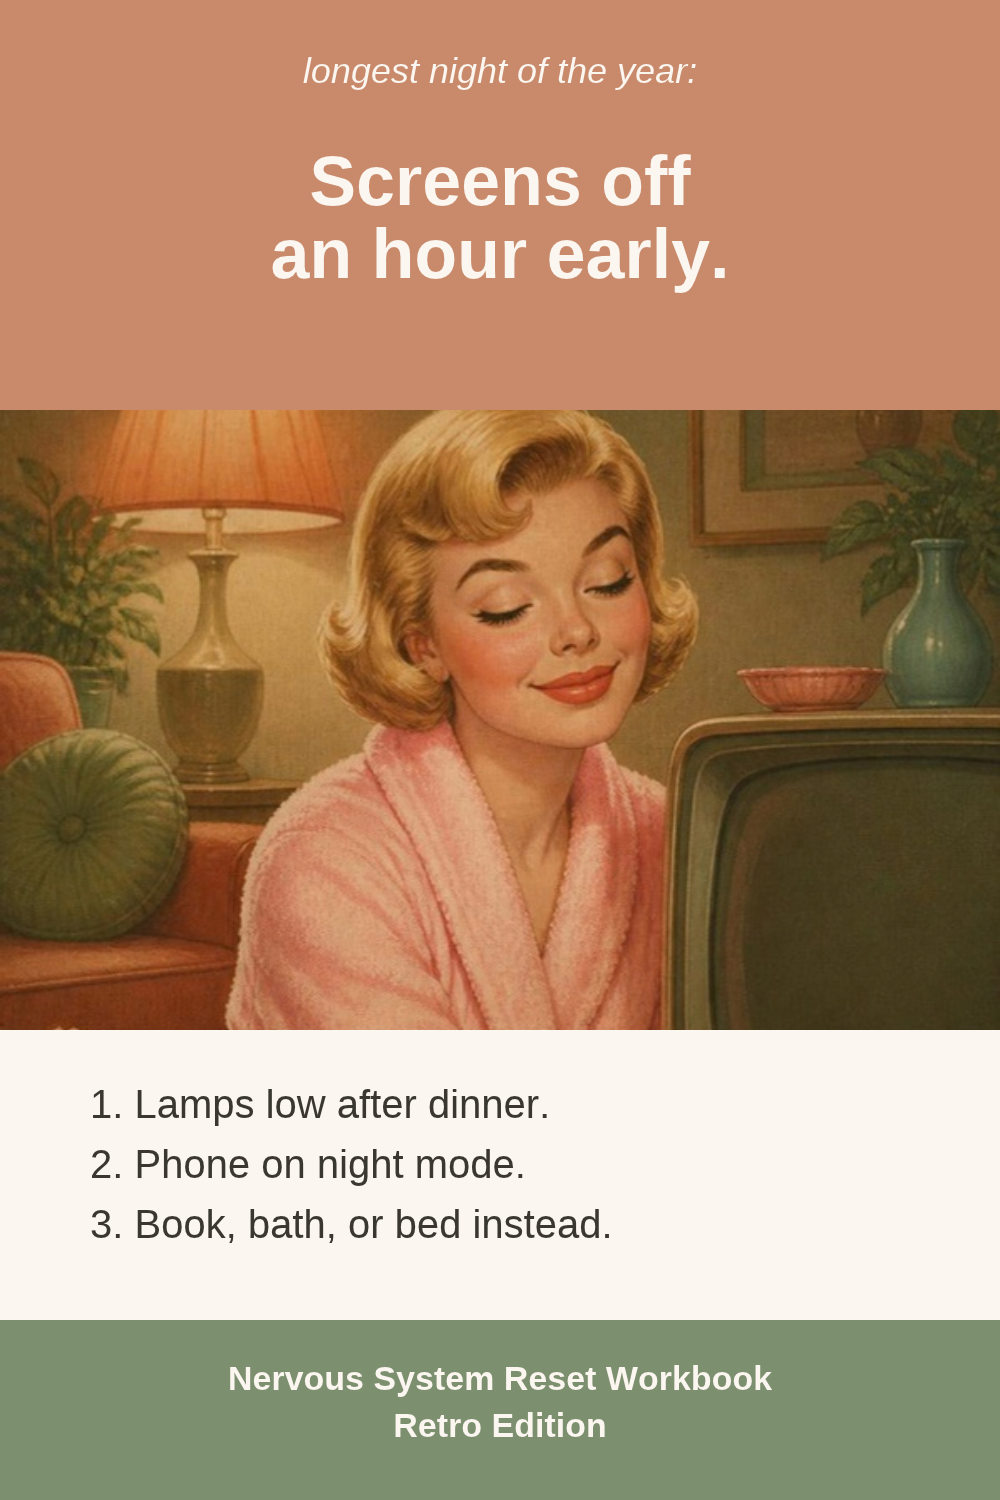 longest night of the year:
Screens off
an hour early.
1. Lamps low after dinner.
2. Phone on night mode.
3. Book, bath, or bed instead.
Nervous System Reset Workbook
Retro Edition